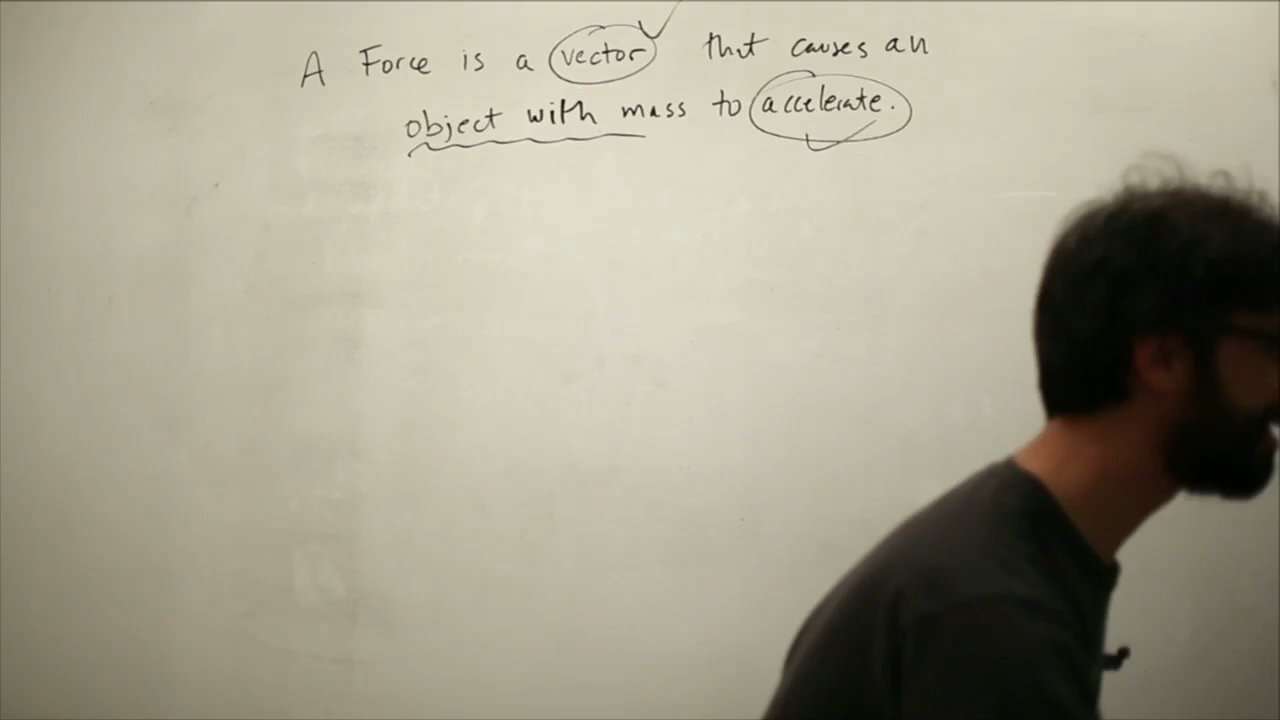 A Force is a vector that causes an
object with mass to accelerate.